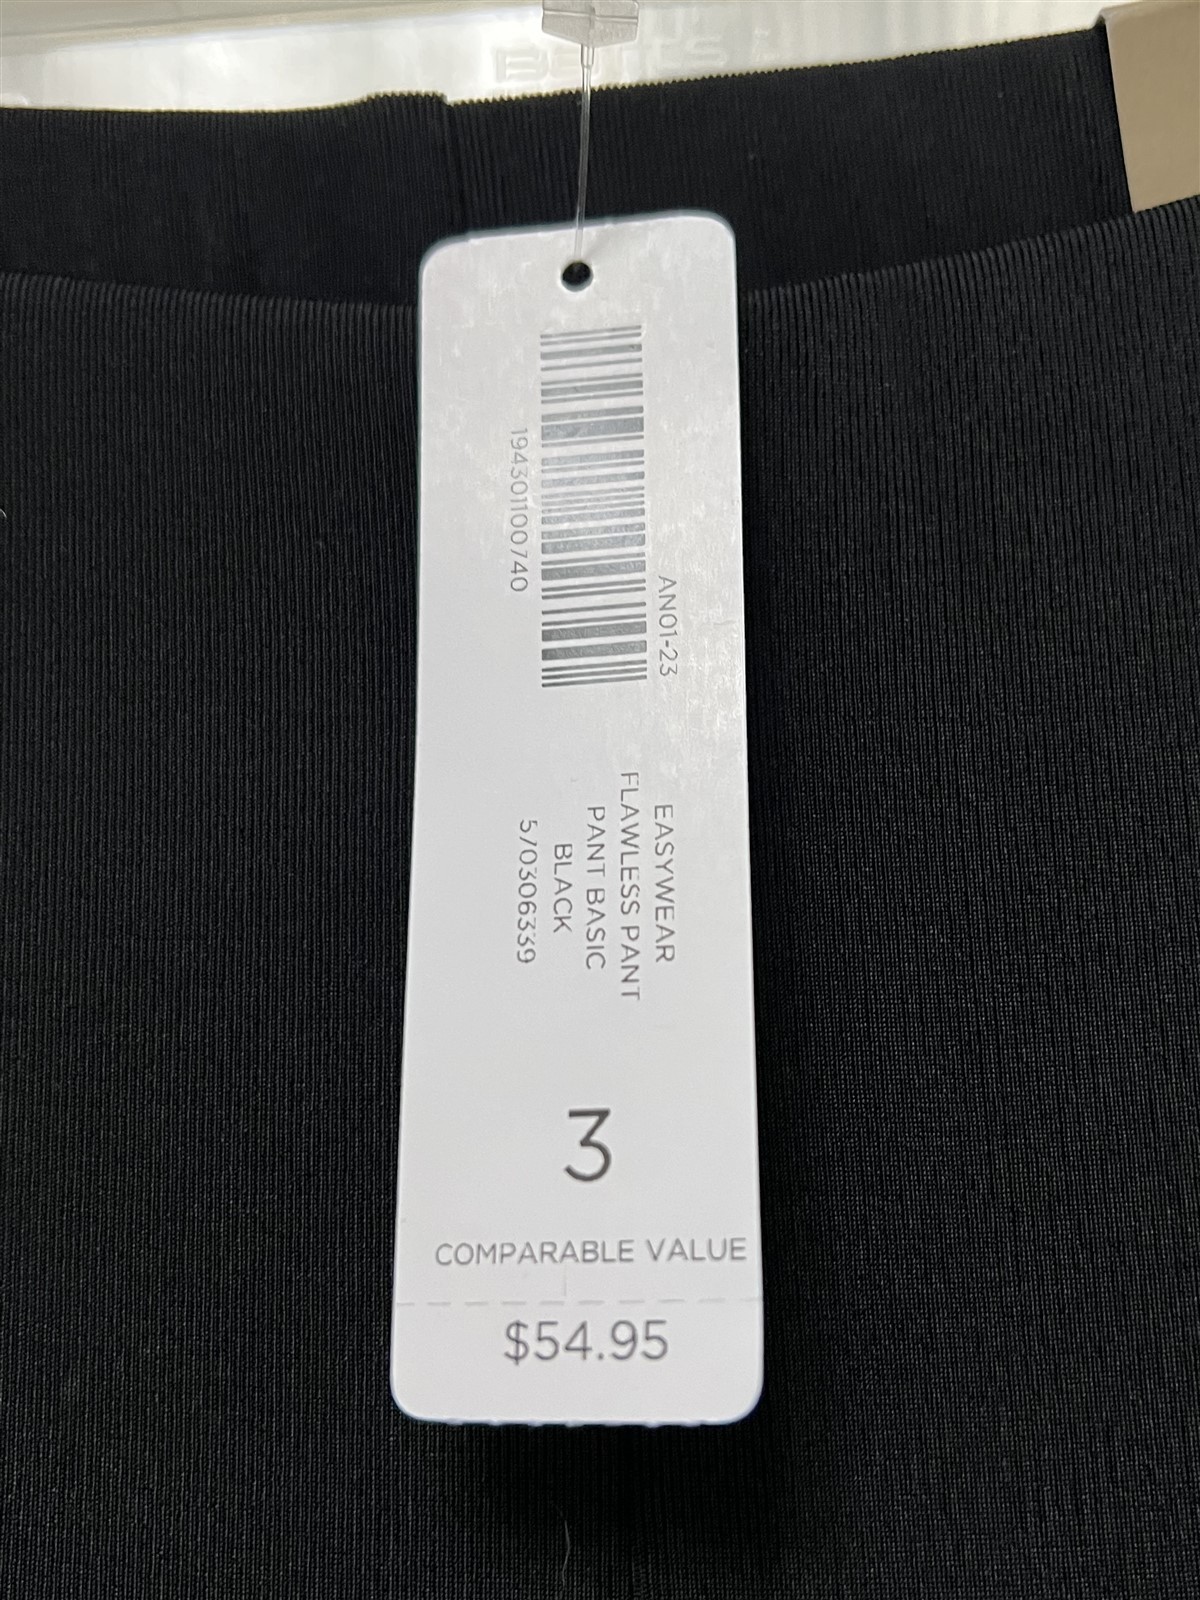 194301100740
AN01-23
EASYWEAR
FLAWLESS PANT
PANT BASIC
BLACK
5/0306339
3
COMPARABLE VALUE
$54.95